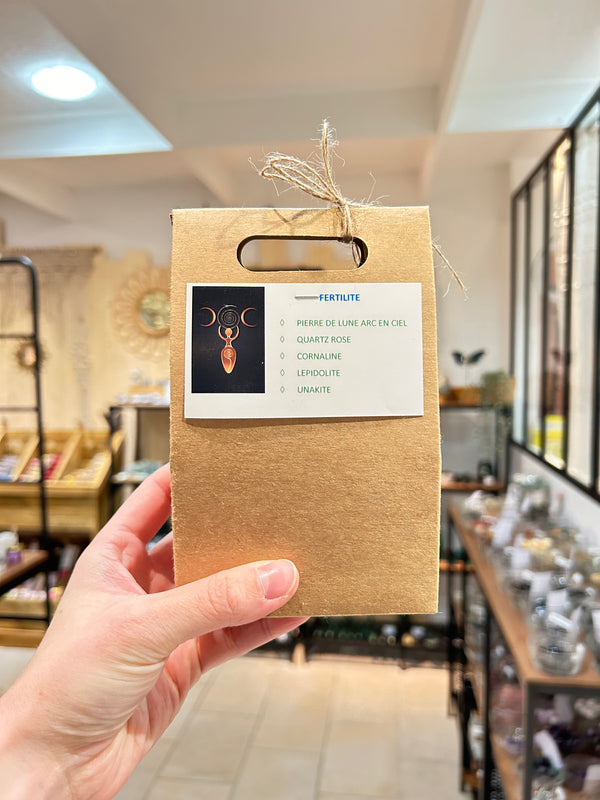 FERTILITE
◊ PIERRE DE LUNE ARC EN CIEL
◊ QUARTZ ROSE
◊ CORNALINE
◊ LEPIDOLITE
◊ UNAKITE